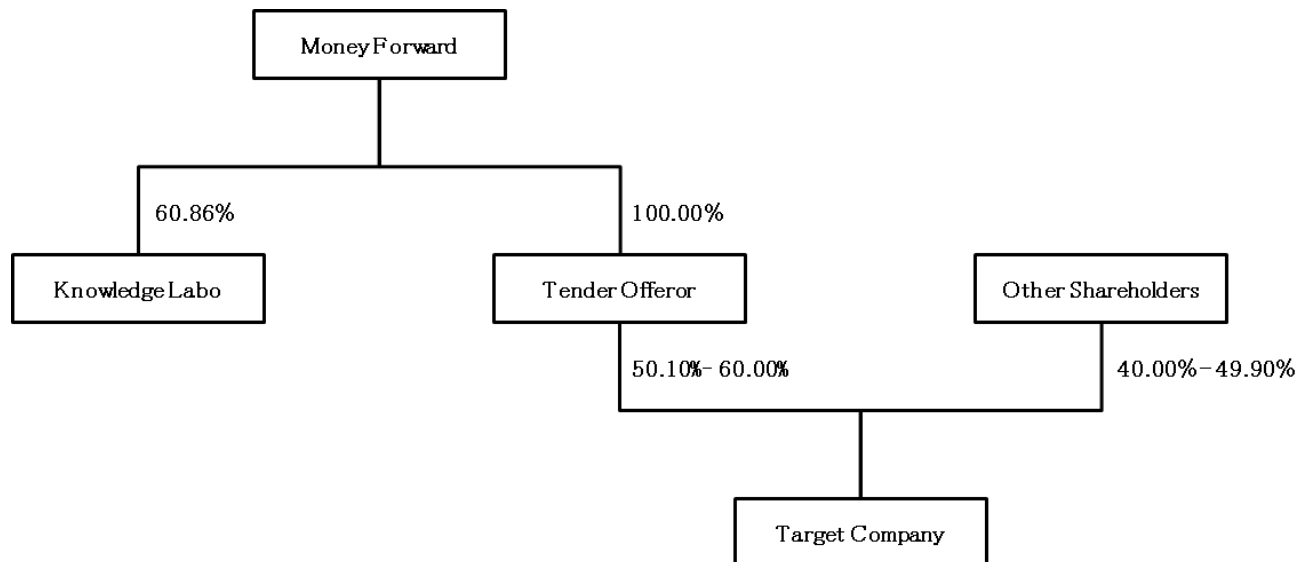 Money Forward
60.86%
100.00%
Knowledge Labo
Tender Offeror
Other Shareholders
50.10%-60.00%
40.00%-49.90%
Target Company